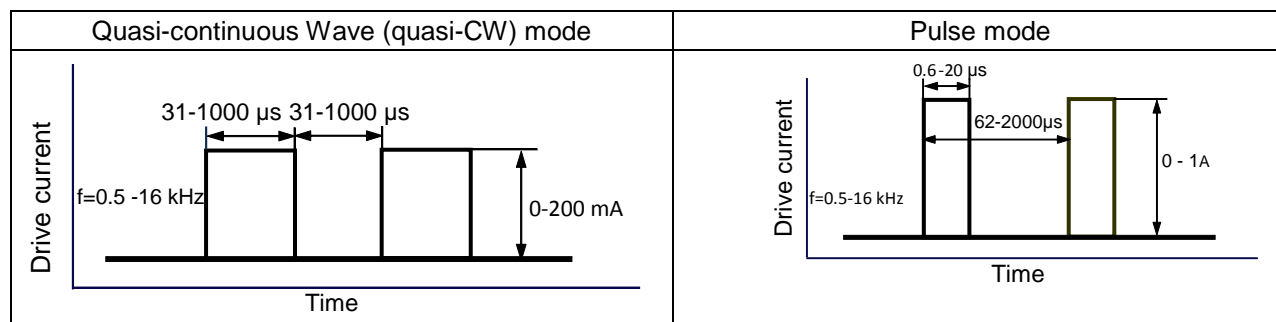 Quasi-continuous Wave (quasi-CW) mode
Drive current
31-1000 µs 31-1000 µs
f=0.5 -16 kHz
0-200 mA
Time
Pulse mode
Drive current
0.6-20 µs
62-2000µs
0 - 1A
f=0.5-16 kHz
Time